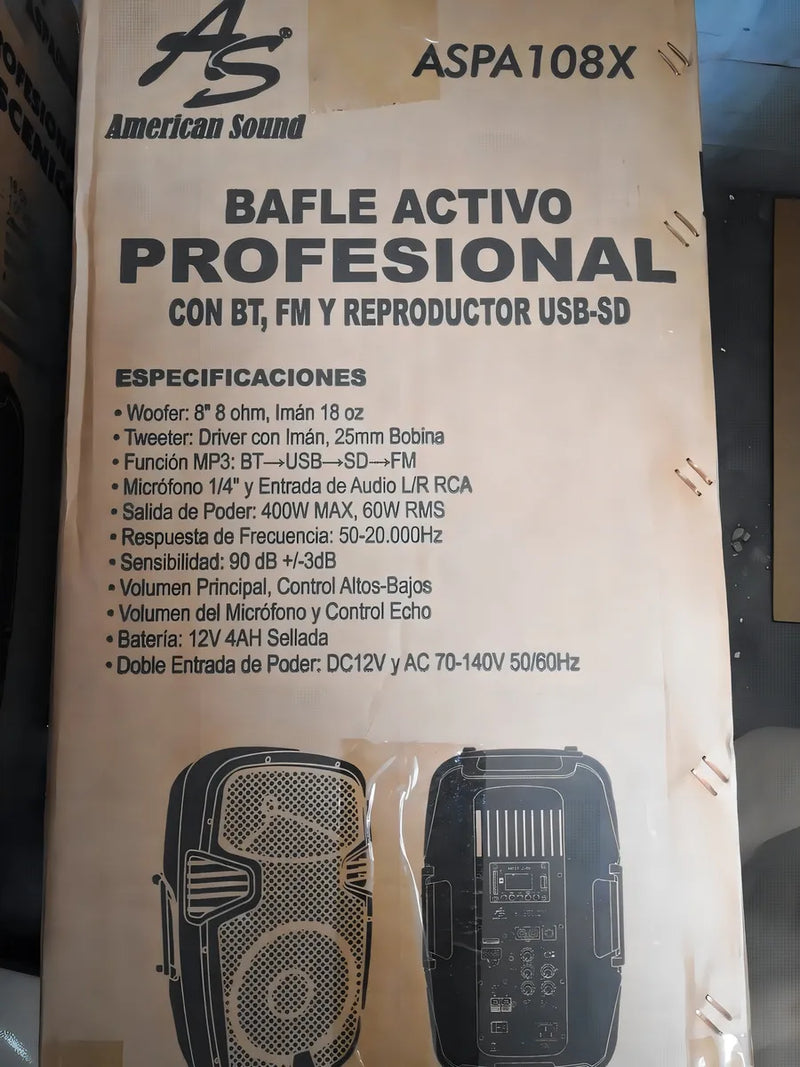 AS®
American Sound
ASPA108X
BAFLE ACTIVO
PROFESIONAL
CON BT, FM Y REPRODUCTOR USB-SD
ESPECIFICACIONES
• Woofer: 8" 8 ohm, Imán 18 oz
• Tweeter: Driver con Imán, 25mm Bobina
• Función MP3: BT→USB→SD→FM
• Micrófono 1/4" y Entrada de Audio L/R RCA
• Salida de Poder: 400W MAX, 60W RMS
• Respuesta de Frecuencia: 50-20.000Hz
• Sensibilidad: 90 dB +/-3dB
• Volumen Principal, Control Altos-Bajos
• Volumen del Micrófono y Control Echo
• Batería: 12V 4AH Sellada
• Doble Entrada de Poder: DC12V y AC 70-140V 50/60Hz